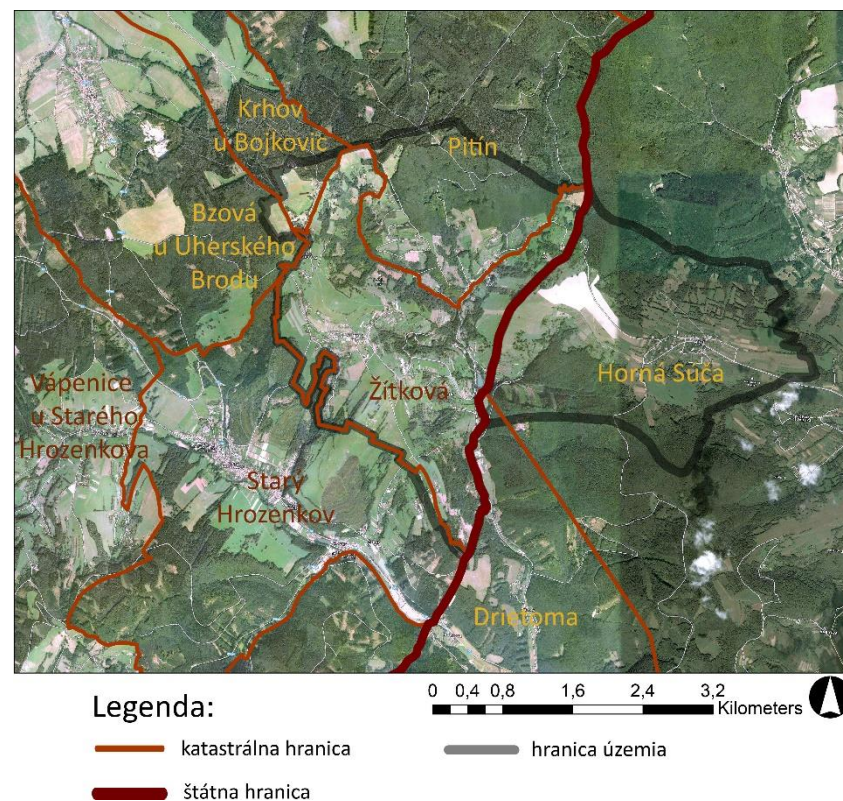 Krhov
u Bojkovic
Pitín
Bzová
u Uherského
Brodu
Vápenice
u Starého
Hrozenkova
Žítková
Horná Súča
Starý
Hrozenkov
Drietoma
Legenda:
0 0,4 0,8 1,6 2,4 3,2
Kilometers
katastrálna hranica
hranica územia
štátna hranica